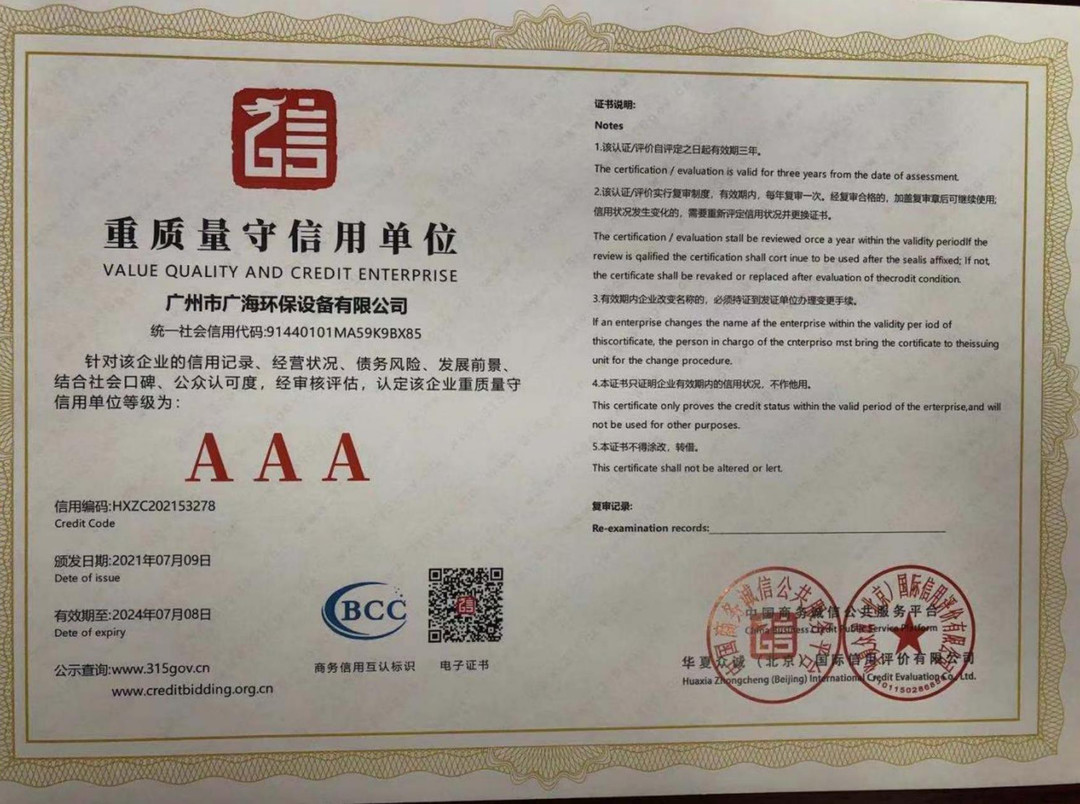 信
重质量守信用单位
VALUE QUALITY AND CREDIT ENTERPRISE
广州市广海环保设备有限公司
统一社会信用代码:91440101MA59K9BX85
针对该企业的信用记录、经营状况、债务风险、发展前景、
结合社会口碑、公众认可度，经审核评估，认定该企业重质量守
信用单位等级为：
AAA
信用编码:HXZC202153278
Credit Code
颁发日期:2021年07月09日
Date of issue
有效期至:2024年07月08日
Date of expiry
公示查询:www.315gov.cn
www.creditbidding.org.cn
BCC
商务信用互认标识
电子证书
证书说明:
Notes
1.该认证/评价自评定之日起有效期三年。
The certification / evaluation is valid for three years from the date of assessment.
2.该认证/评价实行复审制度，有效期内，每年复审一次。经复审合格的，加盖复审章后可继续使用;
信用状况发生变化的，需要重新评定信用状况并更换证书。
The certification / evaluation stall be reviewed orce a year within the validity periodIf the
review is qalified the certification shall cort inue to be used after the sealis affixed; If not,
the certificate shall be revaked or replaced after evaluation of thecrodit condition.
3.有效期内企业改变名称的，必须持证到发证单位办理变更手续。
If an enterprise changes the name af the enterprise within the validity per iod of
thiscortificate, the person in chargo of the cnterpriso mst bring the cortificate to theissuing
unit for the change procedure.
4.本证书只证明企业有效期内的信用状况，不作他用。
This certificate only proves the credit status within the valid period of the erterprise,and will
not be used for other purposes.
5.本证书不得涂改，转借。
This certificate shall not be altered or lert.
复审记录:
Re-examination records:
中国商务诚信公共服务平台
China Business Credit Public Service Platform
华夏众诚（北京）国际信用评价有限公司
Huaxia Zhongcheng (Beijing) International Credit Evaluation Co., Ltd.